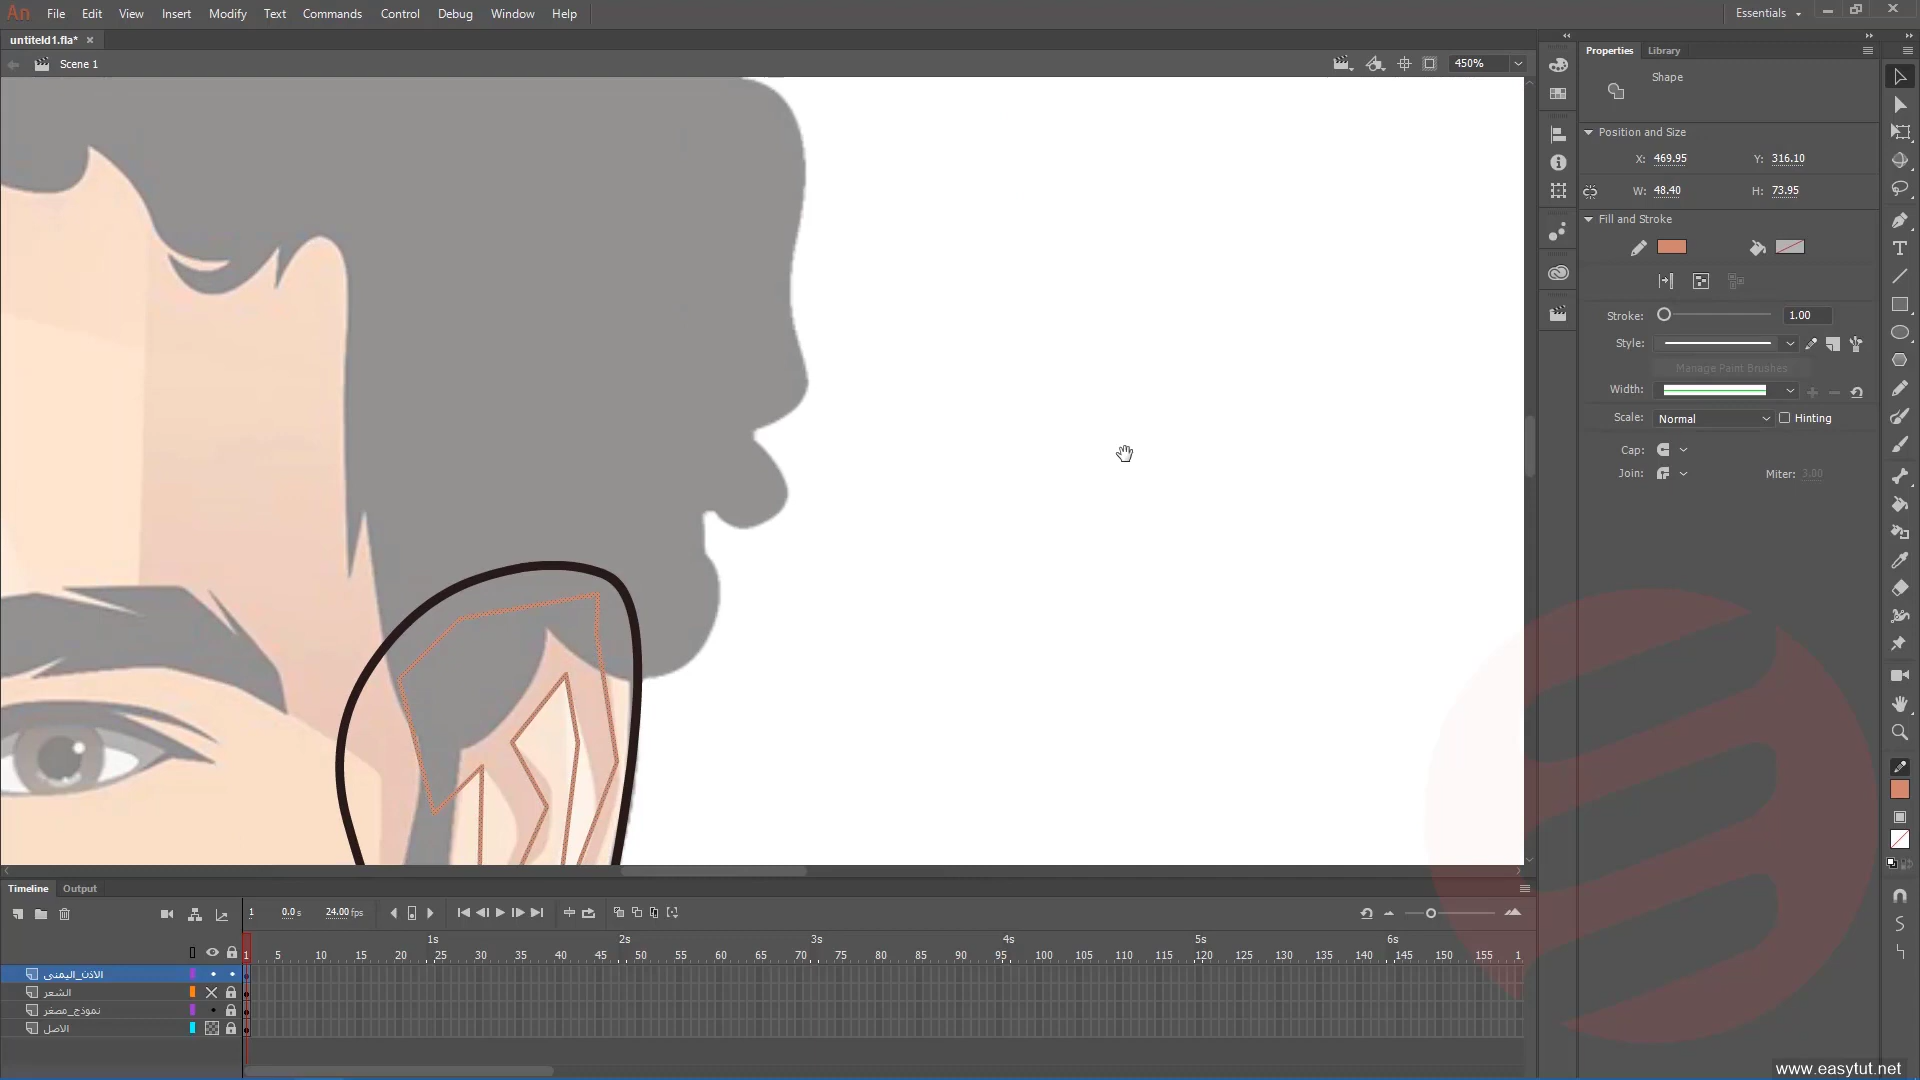 An File Edit View Insert Modify Text Commands Control Debug Window Help Essentials
untiteld1.fla*
Scene 1 450%
Properties Library
Shape
Position and Size
X: 469.95 Y: 316.10
W: 48.40 H: 73.95
Fill and Stroke
Stroke: 1.00
Style:
Manage Paint Brushes
Width:
Scale: Normal Hinting
Cap:
Join: Miter: 3.00
Timeline Output
1 0.0 s 24.00 fps
1s 2s 3s 4s 5s 6s
1 5 10 15 20 25 30 35 40 45 50 55 60 65 70 75 80 85 90 95 100 105 110 115 120 125 130 135 140 145 150 155 1
الاذن_اليمنى
الشعر
نموذج_مصغر
الاصل
www.easytut.net